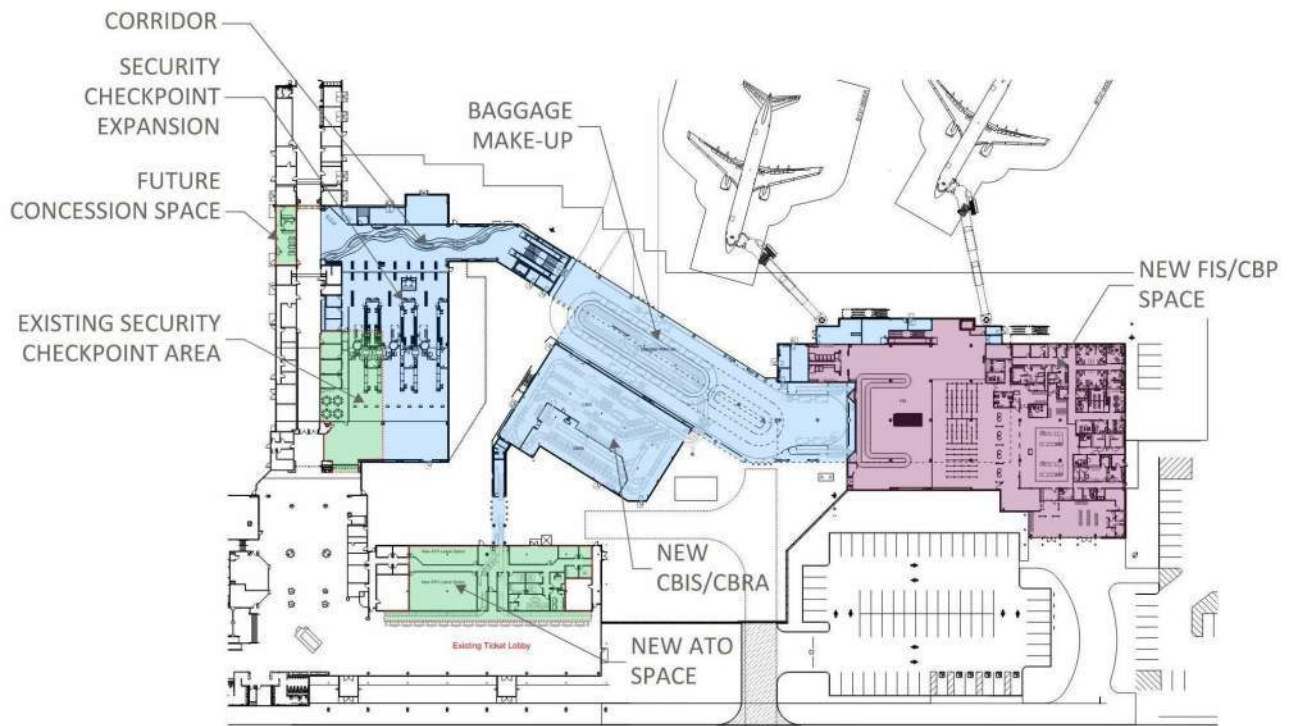 CORRIDOR
SECURITY
CHECKPOINT
EXPANSION
FUTURE
CONCESSION SPACE
EXISTING SECURITY
CHECKPOINT AREA
BAGGAGE
MAKE-UP
NEW FIS/CBP
SPACE
NEW
CBIS/CBRA
NEW ATO
SPACE
Existing Ticket Lobby